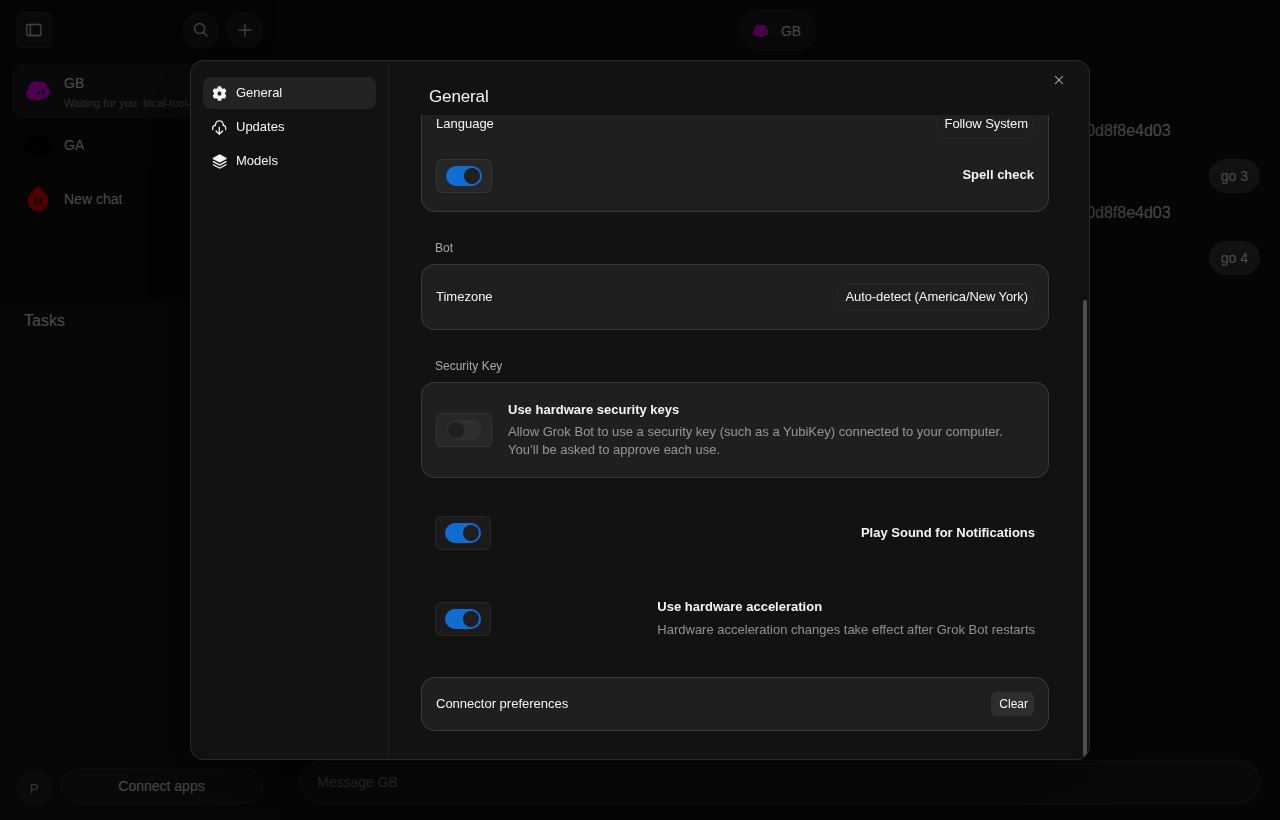 GB
GB
Waiting for you: local-tool-
GA
New chat
Tasks
P
Connect apps
General
Updates
Models
General
Language
Follow System
Spell check
Bot
Timezone
Auto-detect (America/New York)
Security Key
Use hardware security keys
Allow Grok Bot to use a security key (such as a YubiKey) connected to your computer.
You'll be asked to approve each use.
Play Sound for Notifications
Use hardware acceleration
Hardware acceleration changes take effect after Grok Bot restarts
Connector preferences
Clear
0d8f8e4d03
go 3
0d8f8e4d03
go 4
Message GB